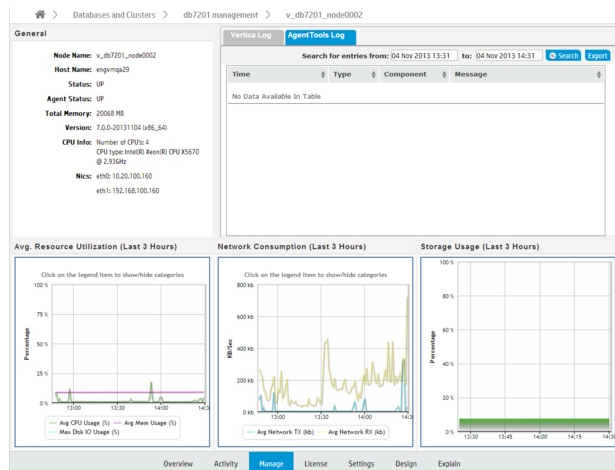 Databases and Clusters
db7201 management
v_db7201_node0002
General
Node Name: v_db7201_node0002
Host Name: engvmqa29
Status: UP
Agent Status: UP
Total Memory: 20068 MB
Version: 7.0.0-20131104 (x86_64)
CPU Info: Number of CPU's: 4
CPU type: Intel(R) Xeon(R) CPU X5670
@ 2.93GHz
Nics: eth0: 10.20.100.160
eth1: 192.168.100.160
Vertica Log
AgentTools Log
Search for entries from: 04 Nov 2013 13:31 to: 04 Nov 2013 14:31 Search Export
Time Type Component Message
No Data Available In Table
Avg. Resource Utilization (Last 3 Hours)
Click on the legend item to show/hide categories
100 %
75 %
50 %
25 %
0 %
Percentage
13:00 13:30 14:00 14:3
Avg CPU Usage (%) Avg Mem Usage (%)
Max Disk IO Usage (%)
Network Consumption (Last 3 Hours)
Click on the legend item to show/hide categories
800 kb
600 kb
400 kb
200 kb
0 kb
KB/Sec
13:00 13:30 14:00 14:3
Avg Network TX (kb) Avg Network RX (kb)
Storage Usage (Last 3 Hours)
100 %
80 %
60 %
40 %
20 %
0 %
Percentage
13:30 13:45 14:00 14:15 14:30
Overview Activity Manage License Settings Design Explain